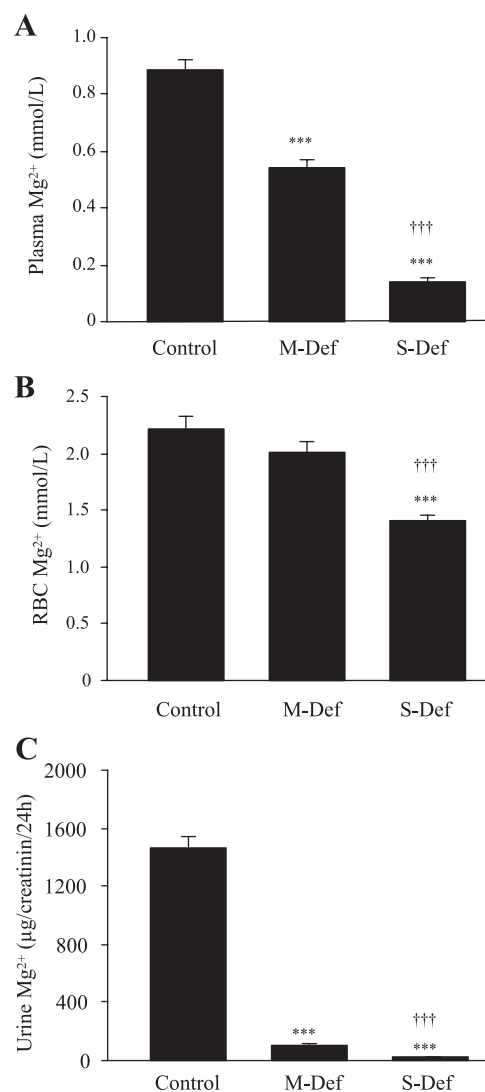 A
Plasma Mg²⁺ (mmol/L)
1.0
0.8
0.6
0.4
0.2
0
***
†††
***
Control M-Def S-Def
B
RBC Mg²⁺ (mmol/L)
2.5
2.0
1.5
1.0
0.5
0
†††
***
Control M-Def S-Def
C
Urine Mg²⁺ (µg/creatinin/24h)
2000
1600
1200
800
400
0
***
†††
***
Control M-Def S-Def